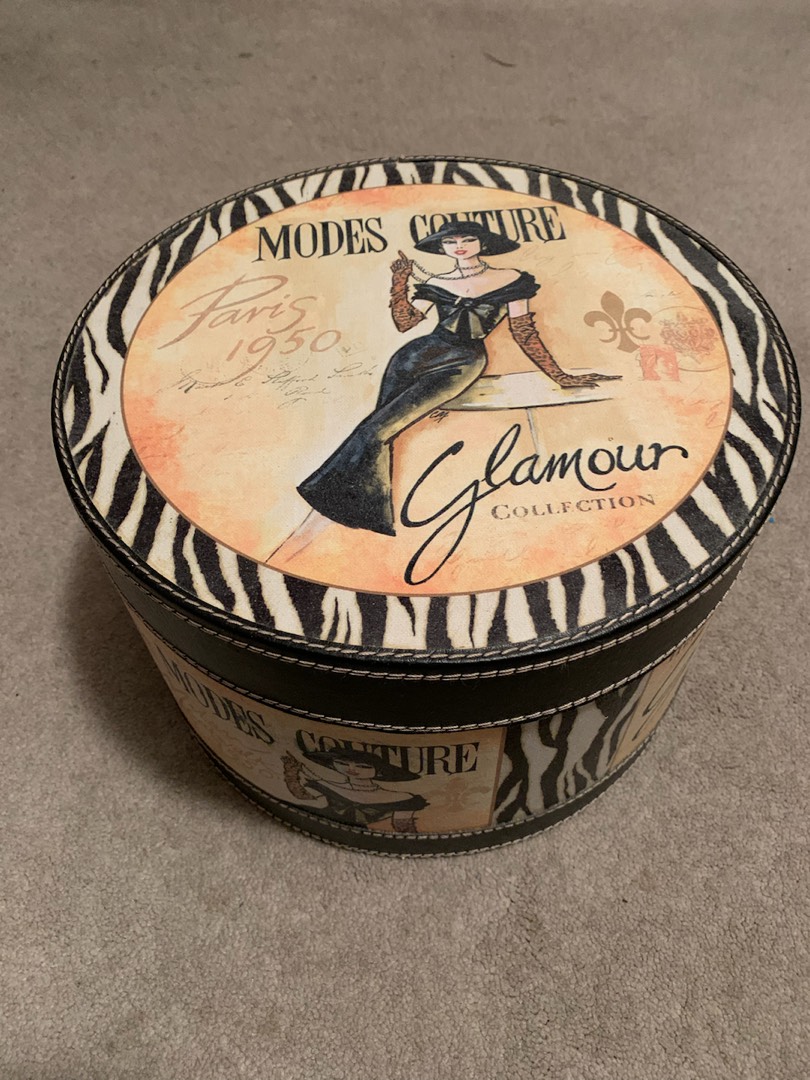 MODES COUTURE
Paris
1950
Glamour
COLLECTION
MODES COUTURE